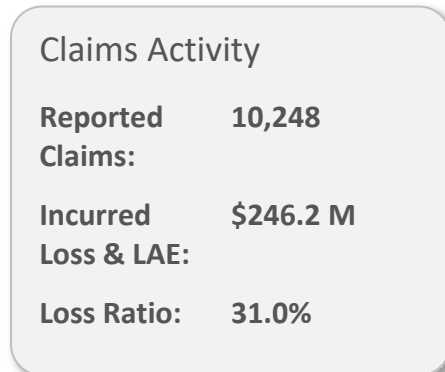 Claims Activity
Reported 10,248
Claims:
Incurred $246.2 M
Loss & LAE:
Loss Ratio: 31.0%